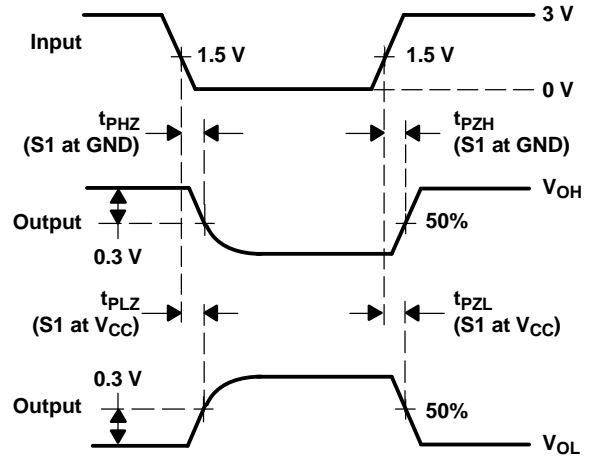 3 V
Input
1.5 V
1.5 V
0 V
tPHZ
(S1 at GND)
tPZH
(S1 at GND)
VOH
Output
50%
0.3 V
tPLZ
(S1 at VCC)
tPZL
(S1 at VCC)
0.3 V
Output
50%
VOL